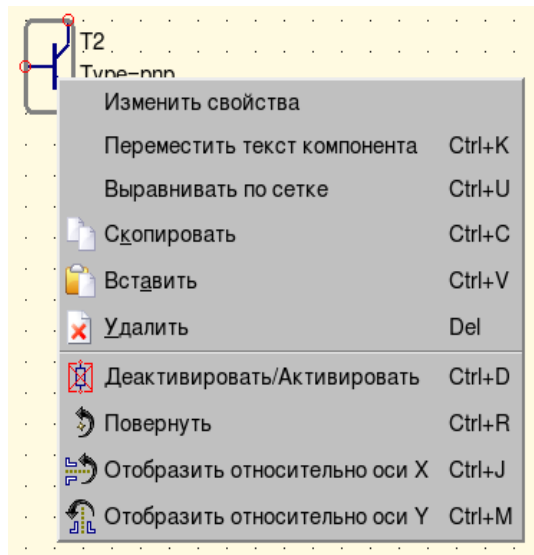 T2
Type=pnp
Изменить свойства
Переместить текст компонента Ctrl+K
Выравнивать по сетке Ctrl+U
Скопировать Ctrl+C
Вставить Ctrl+V
Удалить Del
Деактивировать/Активировать Ctrl+D
Повернуть Ctrl+R
Отобразить относительно оси X Ctrl+J
Отобразить относительно оси Y Ctrl+M